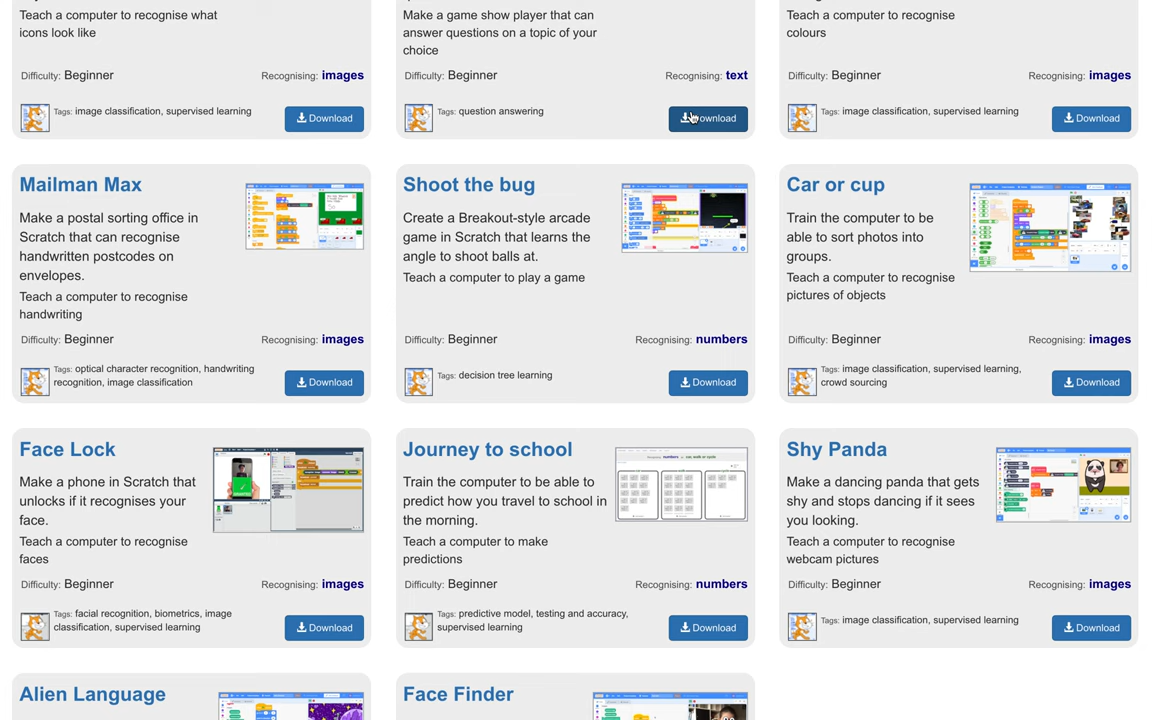 Teach a computer to recognise what
icons look like
Difficulty: Beginner
Recognising: images
Tags: image classification, supervised learning
Download
Make a game show player that can
answer questions on a topic of your
choice
Difficulty: Beginner
Recognising: text
Tags: question answering
Teach a computer to recognise
colours
Difficulty: Beginner
Recognising: images
Tags: image classification, supervised learning
Download
Mailman Max
Make a postal sorting office in
Scratch that can recognise
handwritten postcodes on
envelopes.
Teach a computer to recognise
handwriting
Difficulty: Beginner
Recognising: images
Tags: optical character recognition, handwriting
recognition, image classification
Download
Shoot the bug
Create a Breakout-style arcade
game in Scratch that learns the
angle to shoot balls at.
Teach a computer to play a game
Difficulty: Beginner
Recognising: numbers
Tags: decision tree learning
Download
Car or cup
Train the computer to be
able to sort photos into
groups.
Teach a computer to recognise
pictures of objects
Difficulty: Beginner
Recognising: images
Tags: image classification, supervised learning,
crowd sourcing
Download
Face Lock
Make a phone in Scratch that
unlocks if it recognises your
face.
Teach a computer to recognise
faces
Difficulty: Beginner
Recognising: images
Tags: facial recognition, biometrics, image
classification, supervised learning
Download
Journey to school
Train the computer to be able to
predict how you travel to school in
the morning.
Teach a computer to make
predictions
Difficulty: Beginner
Recognising: numbers
Tags: predictive model, testing and accuracy,
supervised learning
Download
Shy Panda
Make a dancing panda that gets
shy and stops dancing if it sees
you looking.
Teach a computer to recognise
webcam pictures
Difficulty: Beginner
Recognising: images
Tags: image classification, supervised learning
Download
Alien Language
Face Finder